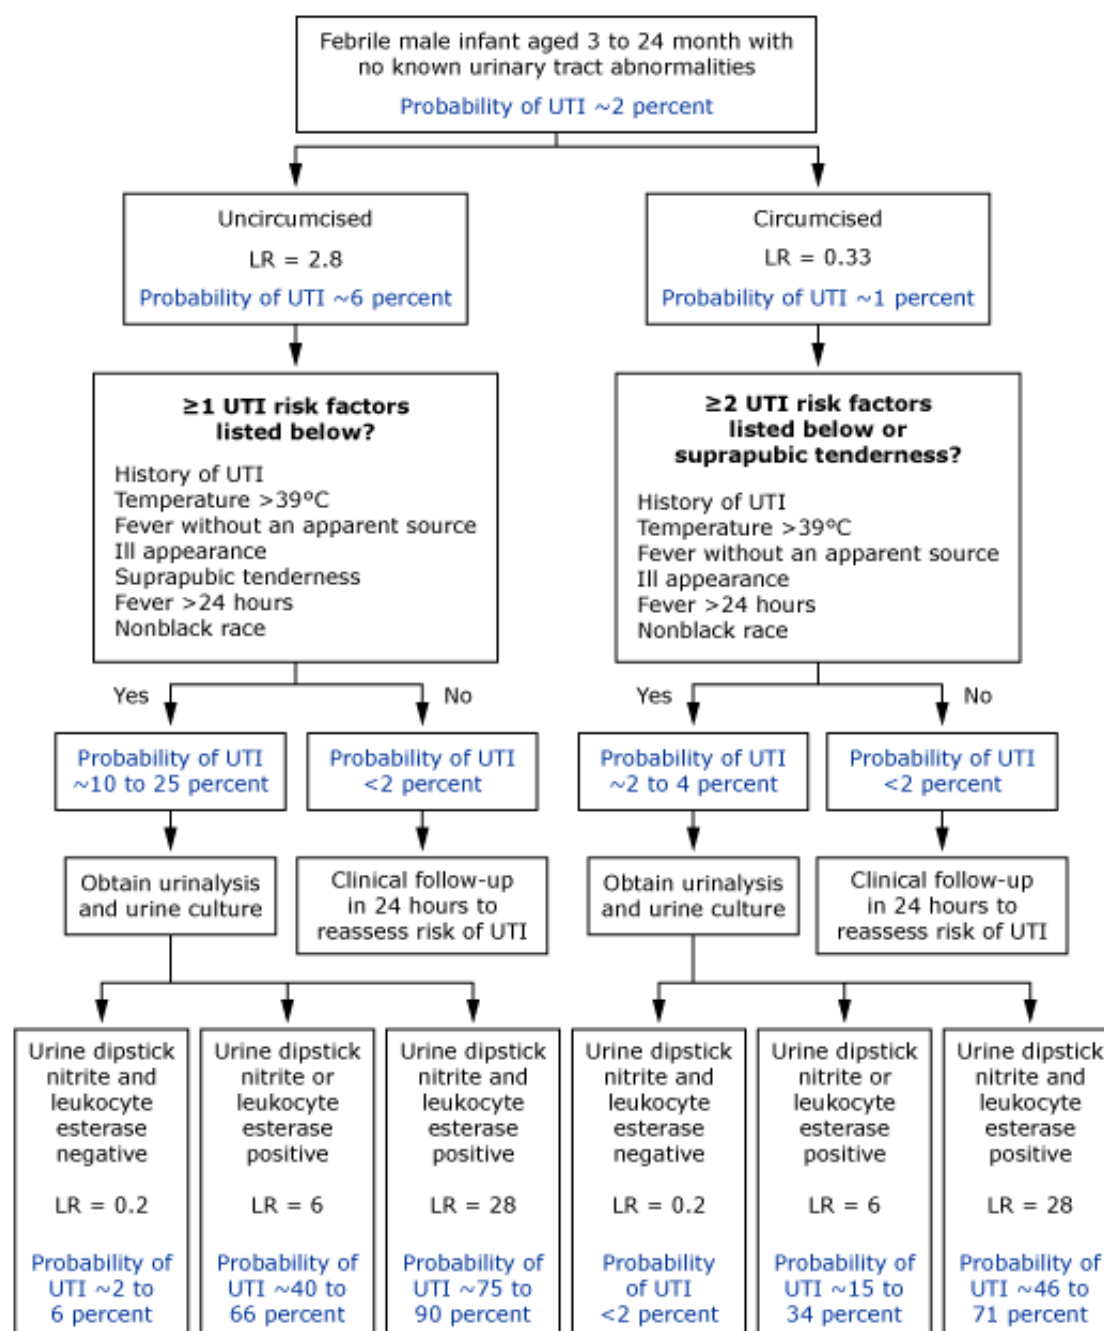 Febrile male infant aged 3 to 24 month with
no known urinary tract abnormalities
Probability of UTI ~2 percent
Uncircumcised
LR = 2.8
Probability of UTI ~6 percent
Circumcised
LR = 0.33
Probability of UTI ~1 percent
≥1 UTI risk factors
listed below?
History of UTI
Temperature >39°C
Fever without an apparent source
Ill appearance
Suprapubic tenderness
Fever >24 hours
Nonblack race
≥2 UTI risk factors
listed below or
suprapubic tenderness?
History of UTI
Temperature >39°C
Fever without an apparent source
Ill appearance
Fever >24 hours
Nonblack race
Yes
No
Yes
No
Probability of UTI
~10 to 25 percent
Probability of UTI
<2 percent
Probability of UTI
~2 to 4 percent
Probability of UTI
<2 percent
Obtain urinalysis
and urine culture
Clinical follow-up
in 24 hours to
reassess risk of UTI
Obtain urinalysis
and urine culture
Clinical follow-up
in 24 hours to
reassess risk of UTI
Urine dipstick
nitrite and
leukocyte
esterase
negative
LR = 0.2
Probability of
UTI ~2 to
6 percent
Urine dipstick
nitrite or
leukocyte
esterase
positive
LR = 6
Probability of
UTI ~40 to
66 percent
Urine dipstick
nitrite and
leukocyte
esterase
positive
LR = 28
Probability of
UTI ~75 to
90 percent
Urine dipstick
nitrite and
leukocyte
esterase
negative
LR = 0.2
Probability
of UTI
<2 percent
Urine dipstick
nitrite or
leukocyte
esterase
positive
LR = 6
Probability of
UTI ~15 to
34 percent
Urine dipstick
nitrite and
leukocyte
esterase
positive
LR = 28
Probability of
UTI ~46 to
71 percent